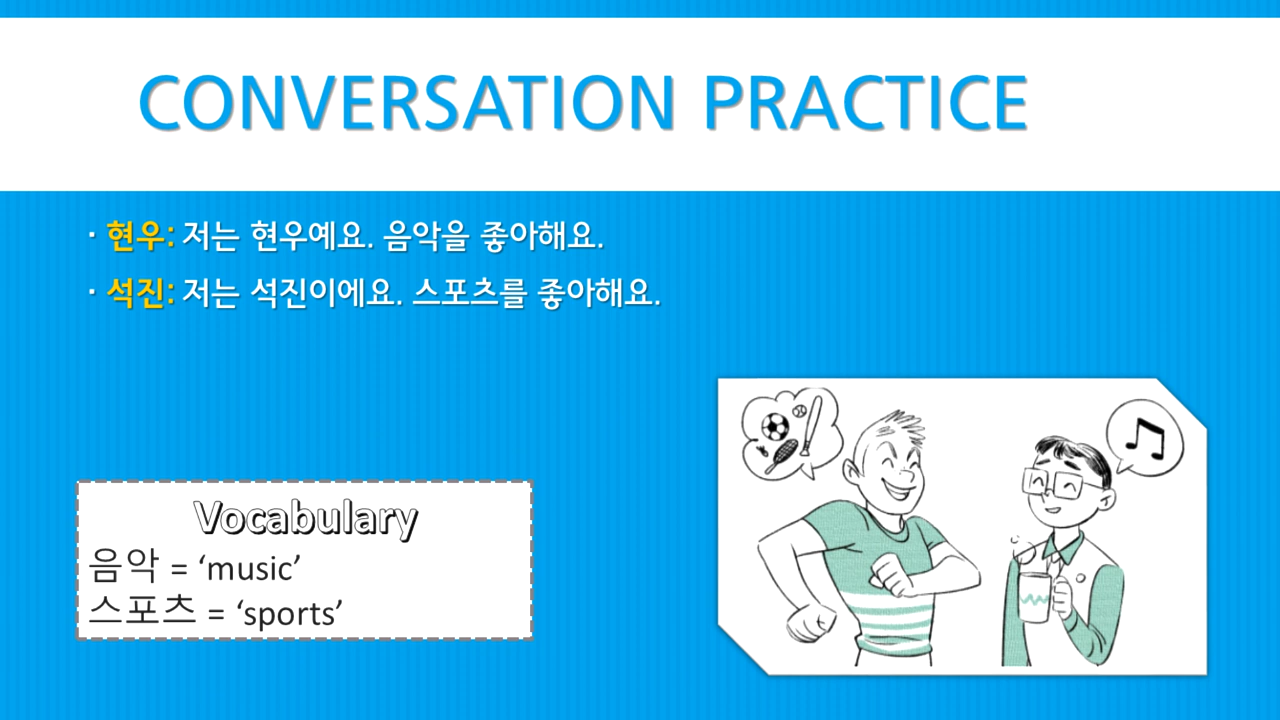 CONVERSATION PRACTICE
· 현우: 저는 현우예요. 음악을 좋아해요.
· 석진: 저는 석진이에요. 스포츠를 좋아해요.
Vocabulary
음악 = ‘music’
스포츠 = ‘sports’